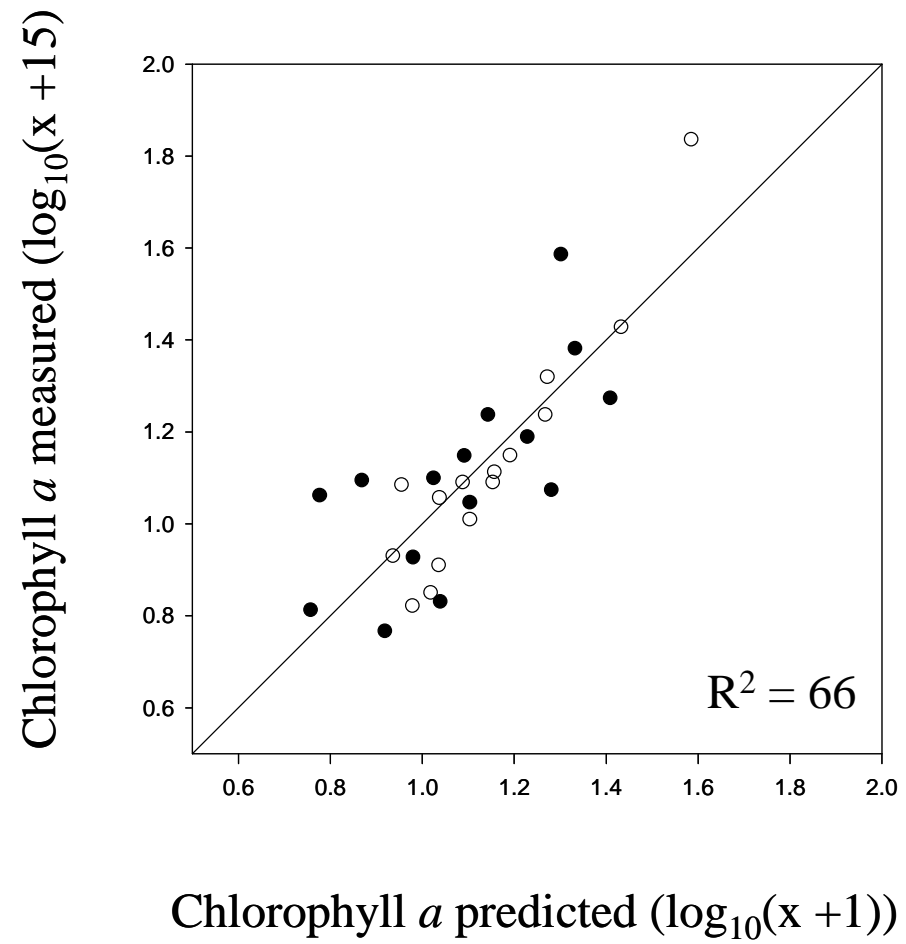 Chlorophyll a measured (log10(x +15)
2.0
1.8
1.6
1.4
1.2
1.0
0.8
0.6
R2 = 66
0.6 0.8 1.0 1.2 1.4 1.6 1.8 2.0
Chlorophyll a predicted (log10(x +1))